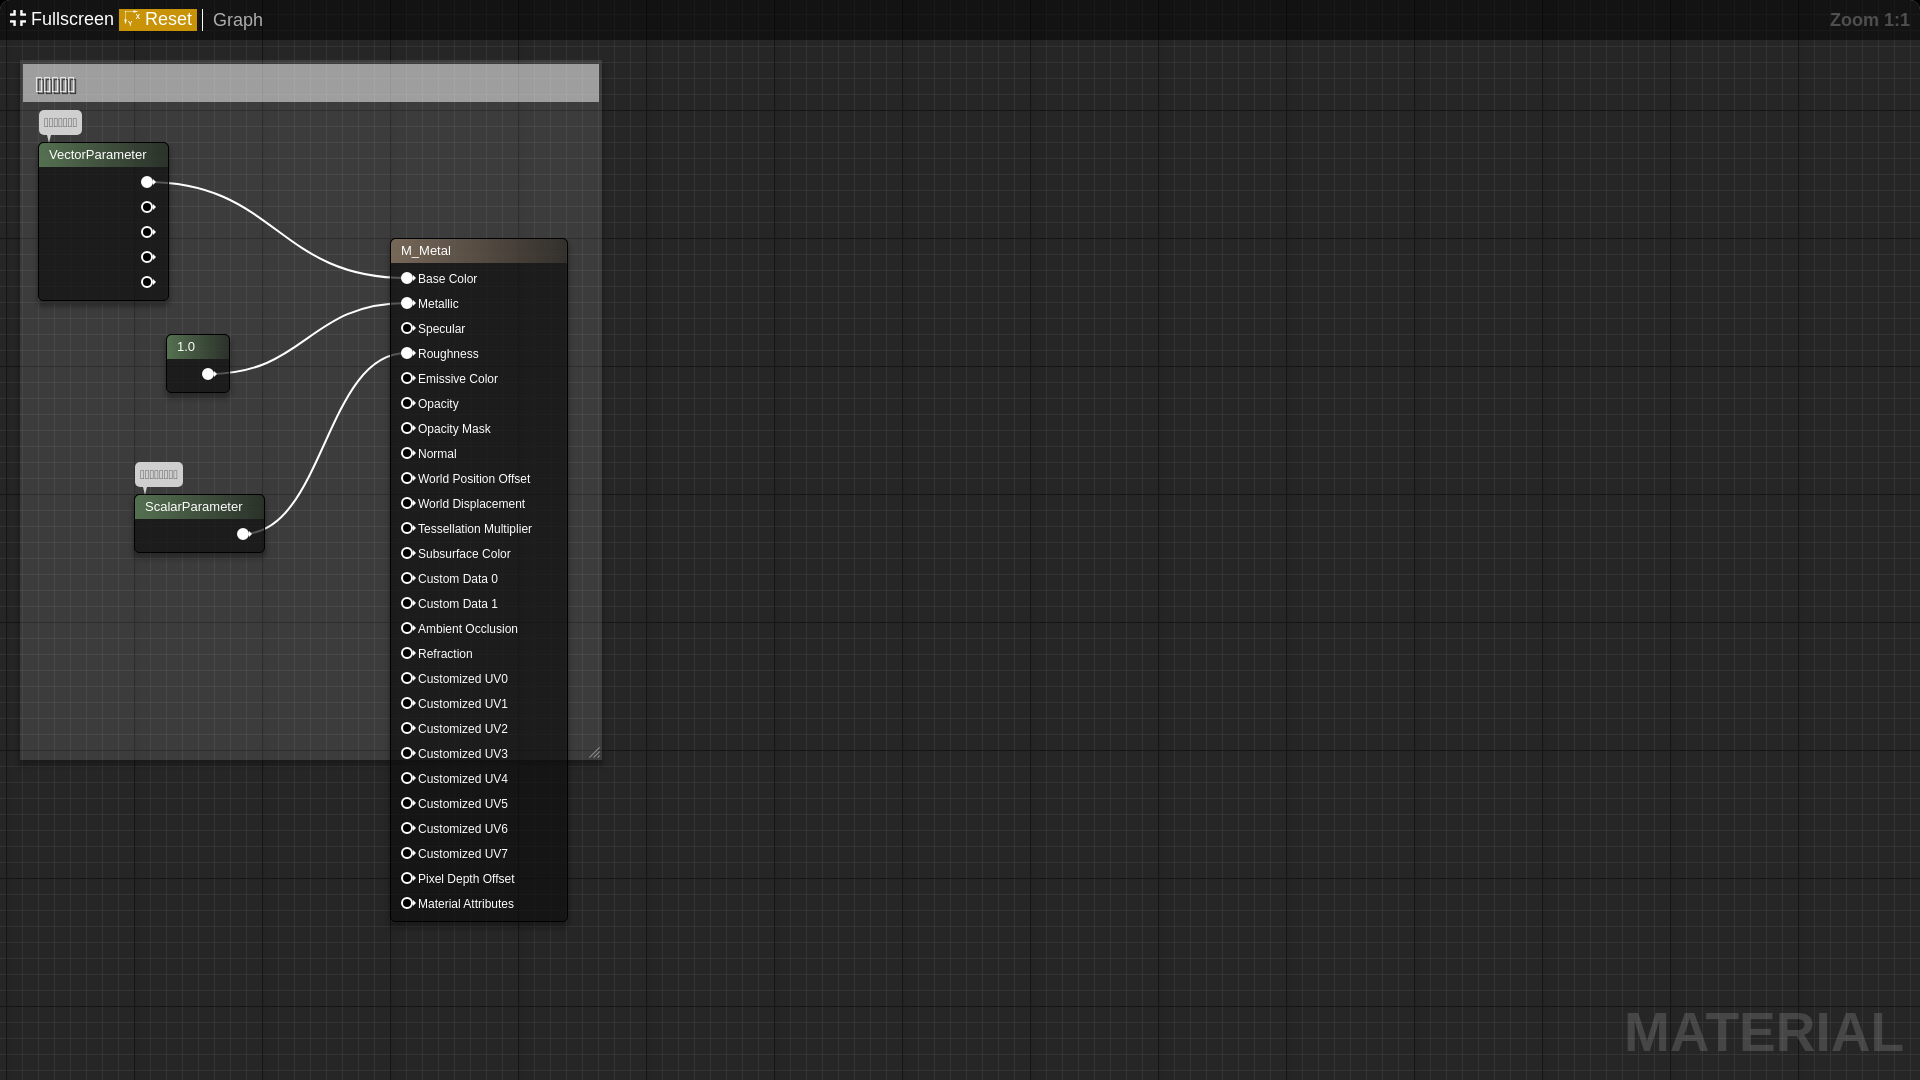 Fullscreen
Reset
Graph
Zoom 1:1
VectorParameter
M_Metal
Base Color
Metallic
Specular
Roughness
Emissive Color
Opacity
Opacity Mask
Normal
World Position Offset
World Displacement
Tessellation Multiplier
Subsurface Color
Custom Data 0
Custom Data 1
Ambient Occlusion
Refraction
Customized UV0
Customized UV1
Customized UV2
Customized UV3
Customized UV4
Customized UV5
Customized UV6
Customized UV7
Pixel Depth Offset
Material Attributes
1.0
ScalarParameter
MATERIAL